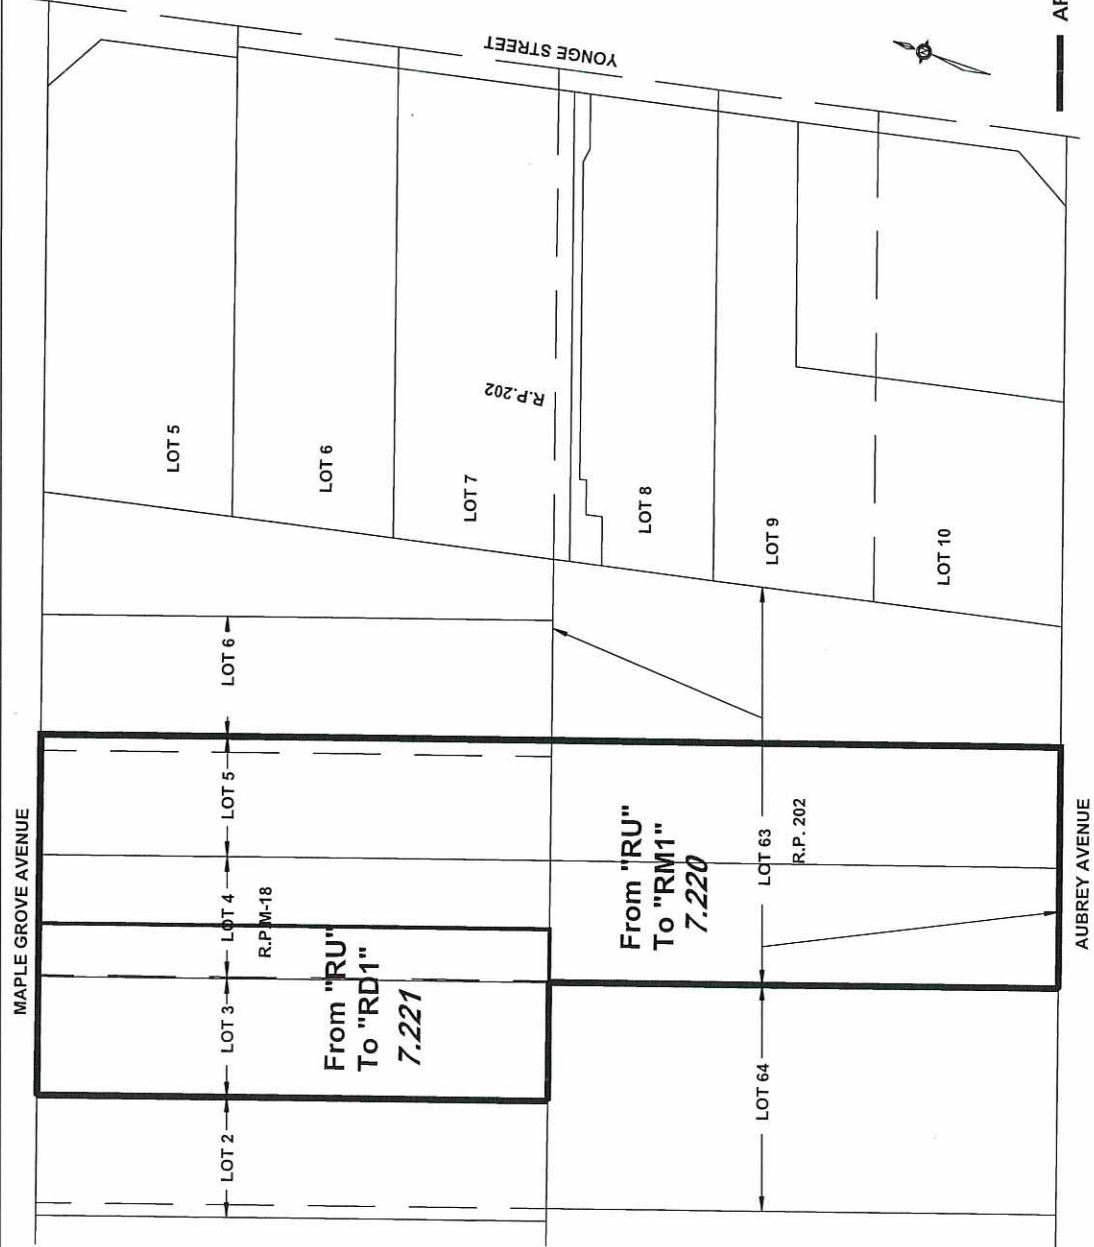 YONGE STREET
AR
LOT 5
LOT 6
R.P.202
LOT 7
LOT 8
LOT 9
LOT 10
LOT 6
MAPLE GROVE AVENUE
LOT 5
LOT 4
R.P.M-18
LOT 3
LOT 2
From "RU"
To "RD1"
7.221
From "RU"
To "RM1"
7.220
LOT 63
R.P. 202
LOT 64
AUBREY AVENUE